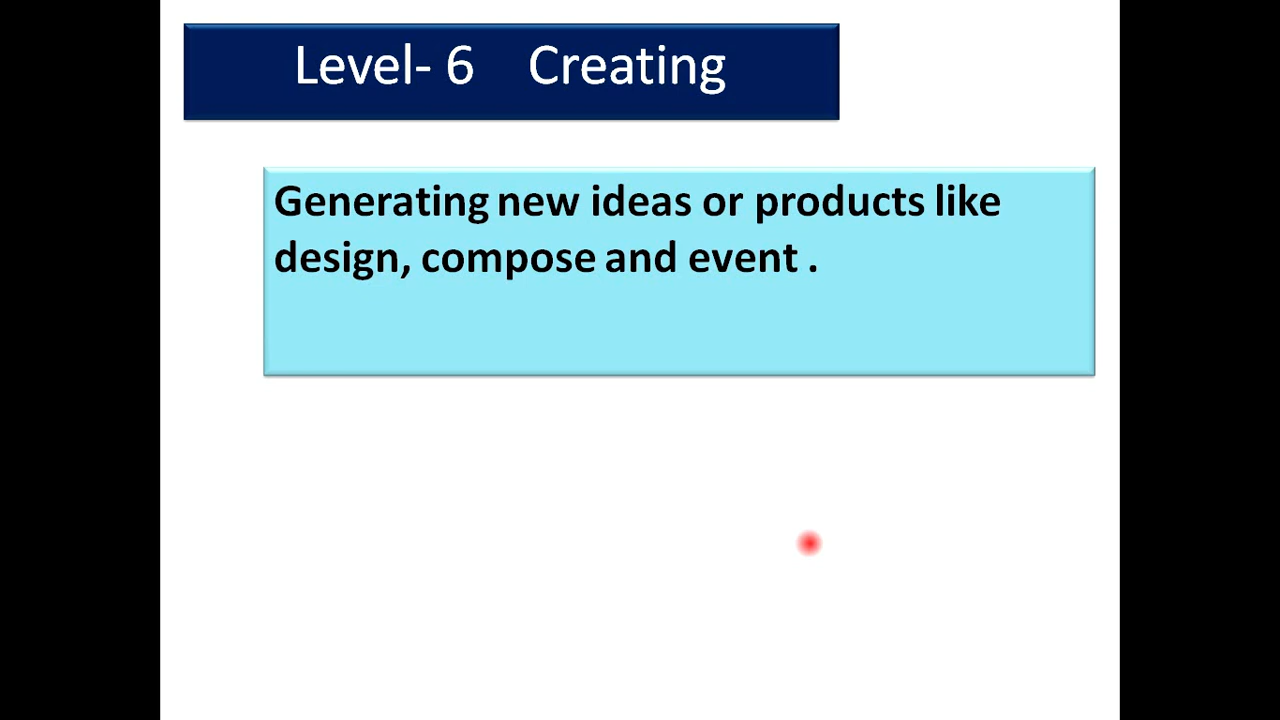 Level- 6 Creating
Generating new ideas or products like
design, compose and event .